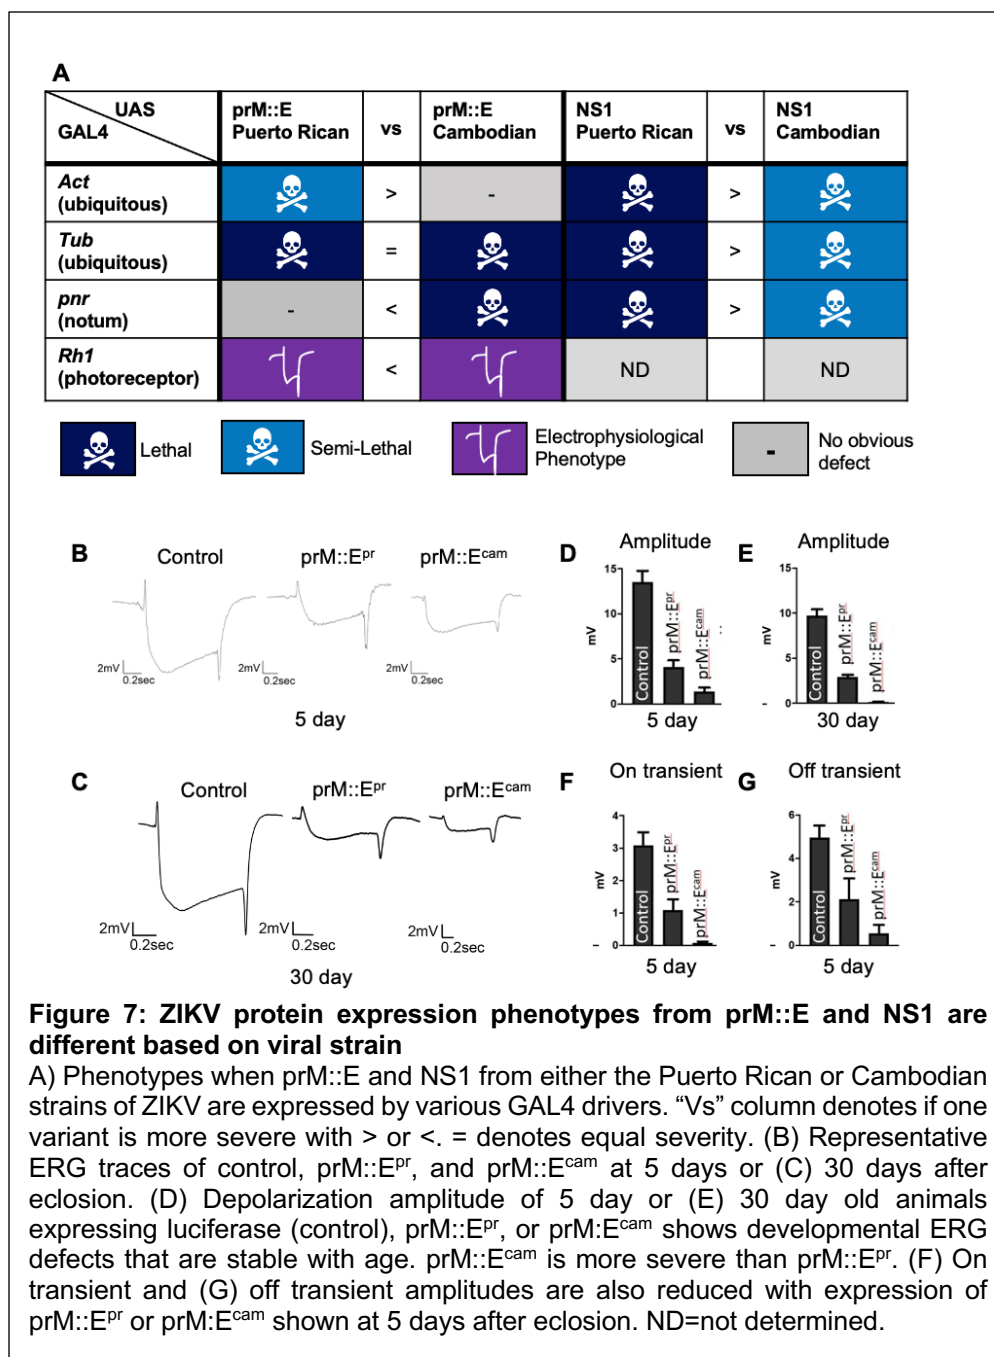 A
UAS
GAL4
prM::E
Puerto Rican
vs
prM::E
Cambodian
NS1
Puerto Rican
vs
NS1
Cambodian
Act
(ubiquitous)
>
-
>
Tub
(ubiquitous)
=
>
pnr
(notum)
-
<
>
Rh1
(photoreceptor)
<
ND
ND
Lethal
Semi-Lethal
Electrophysiological
Phenotype
-
No obvious
defect
B
Control
prM::Epr
prM::Ecam
2mV
0.2sec
2mV
0.2sec
2mV
0.2sec
5 day
D
Amplitude
15
10
5
0
mV
Control
prM::Epr
prM::Ecam
5 day
E
Amplitude
15
10
5
0
mV
Control
prM::Epr
prM::Ecam
30 day
C
Control
prM::Epr
prM::Ecam
2mV
0.2sec
2mV
0.2sec
2mV
0.2sec
30 day
F
On transient
4
3
2
1
0
mV
Control
prM::Epr
prM::Ecam
5 day
G
Off transient
6
4
2
0
mV
Control
prM::Epr
prM::Ecam
5 day
Figure 7: ZIKV protein expression phenotypes from prM::E and NS1 are
different based on viral strain
A) Phenotypes when prM::E and NS1 from either the Puerto Rican or Cambodian
strains of ZIKV are expressed by various GAL4 drivers. “Vs” column denotes if one
variant is more severe with > or <. = denotes equal severity. (B) Representative
ERG traces of control, prM::Epr, and prM::Ecam at 5 days or (C) 30 days after
eclosion. (D) Depolarization amplitude of 5 day or (E) 30 day old animals
expressing luciferase (control), prM::Epr, or prM:Ecam shows developmental ERG
defects that are stable with age. prM::Ecam is more severe than prM::Epr. (F) On
transient and (G) off transient amplitudes are also reduced with expression of
prM::Epr or prM:Ecam shown at 5 days after eclosion. ND=not determined.